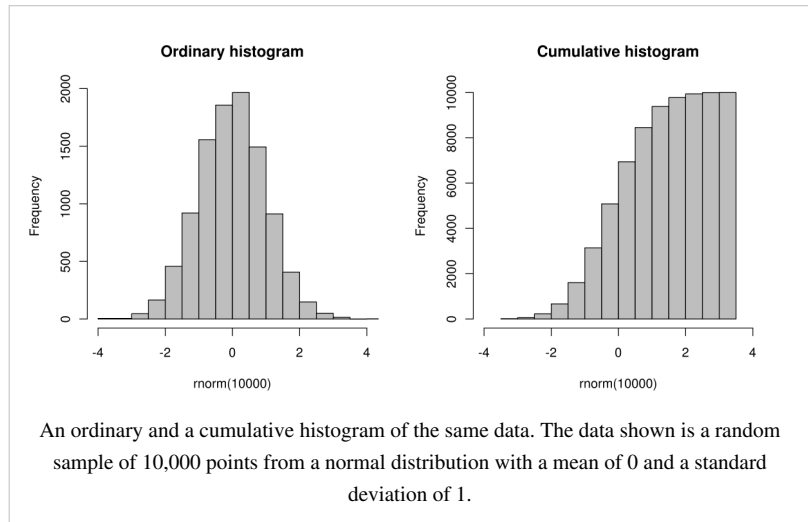 Ordinary histogram
Frequency
2000
1500
1000
500
0
-4 -2 0 2 4
rnorm(10000)
Cumulative histogram
Frequency
10000
8000
6000
4000
2000
0
-4 -2 0 2 4
rnorm(10000)
An ordinary and a cumulative histogram of the same data. The data shown is a random
sample of 10,000 points from a normal distribution with a mean of 0 and a standard
deviation of 1.